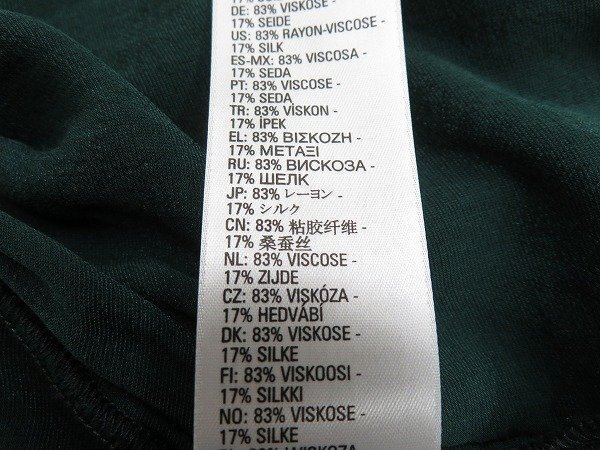 DE: 83% VISKOSE -
17% SEIDE
US: 83% RAYON-VISCOSE -
17% SILK
ES-MX: 83% VISCOSA -
17% SEDA
PT: 83% VISCOSE -
17% SEDA
TR: 83% VİSKON -
17% İPEK
EL: 83% ΒΙΣΚΟΖΗ -
17% ΜΕΤΑΞΙ
RU: 83% ВИСКОЗА -
17% ШЕЛК
JP: 83% レーヨン -
17% シルク
CN: 83% 粘胶纤维 -
17% 桑蚕丝
NL: 83% VISCOSE -
17% ZIJDE
CZ: 83% VISKÓZA -
17% HEDVÁBÍ
DK: 83% VISKOSE -
17% SILKE
FI: 83% VISKOOSI -
17% SILKKI
NO: 83% VISKOSE -
17% SILKE